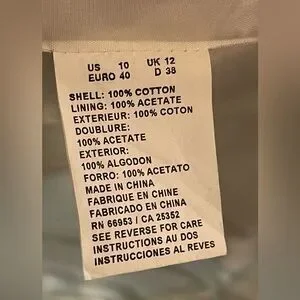 US 10 UK 12
EURO 40 D 38
SHELL: 100% COTTON
LINING: 100% ACETATE
EXTERIEUR: 100% COTON
DOUBLURE:
100% ACETATE
EXTERIOR:
100% ALGODON
FORRO: 100% ACETATO
MADE IN CHINA
FABRIQUE EN CHINE
FABRICADO EN CHINA
RN 66953 / CA 25352
SEE REVERSE FOR CARE
INSTRUCTIONS AU DOS
INSTRUCCIONES AL REVES